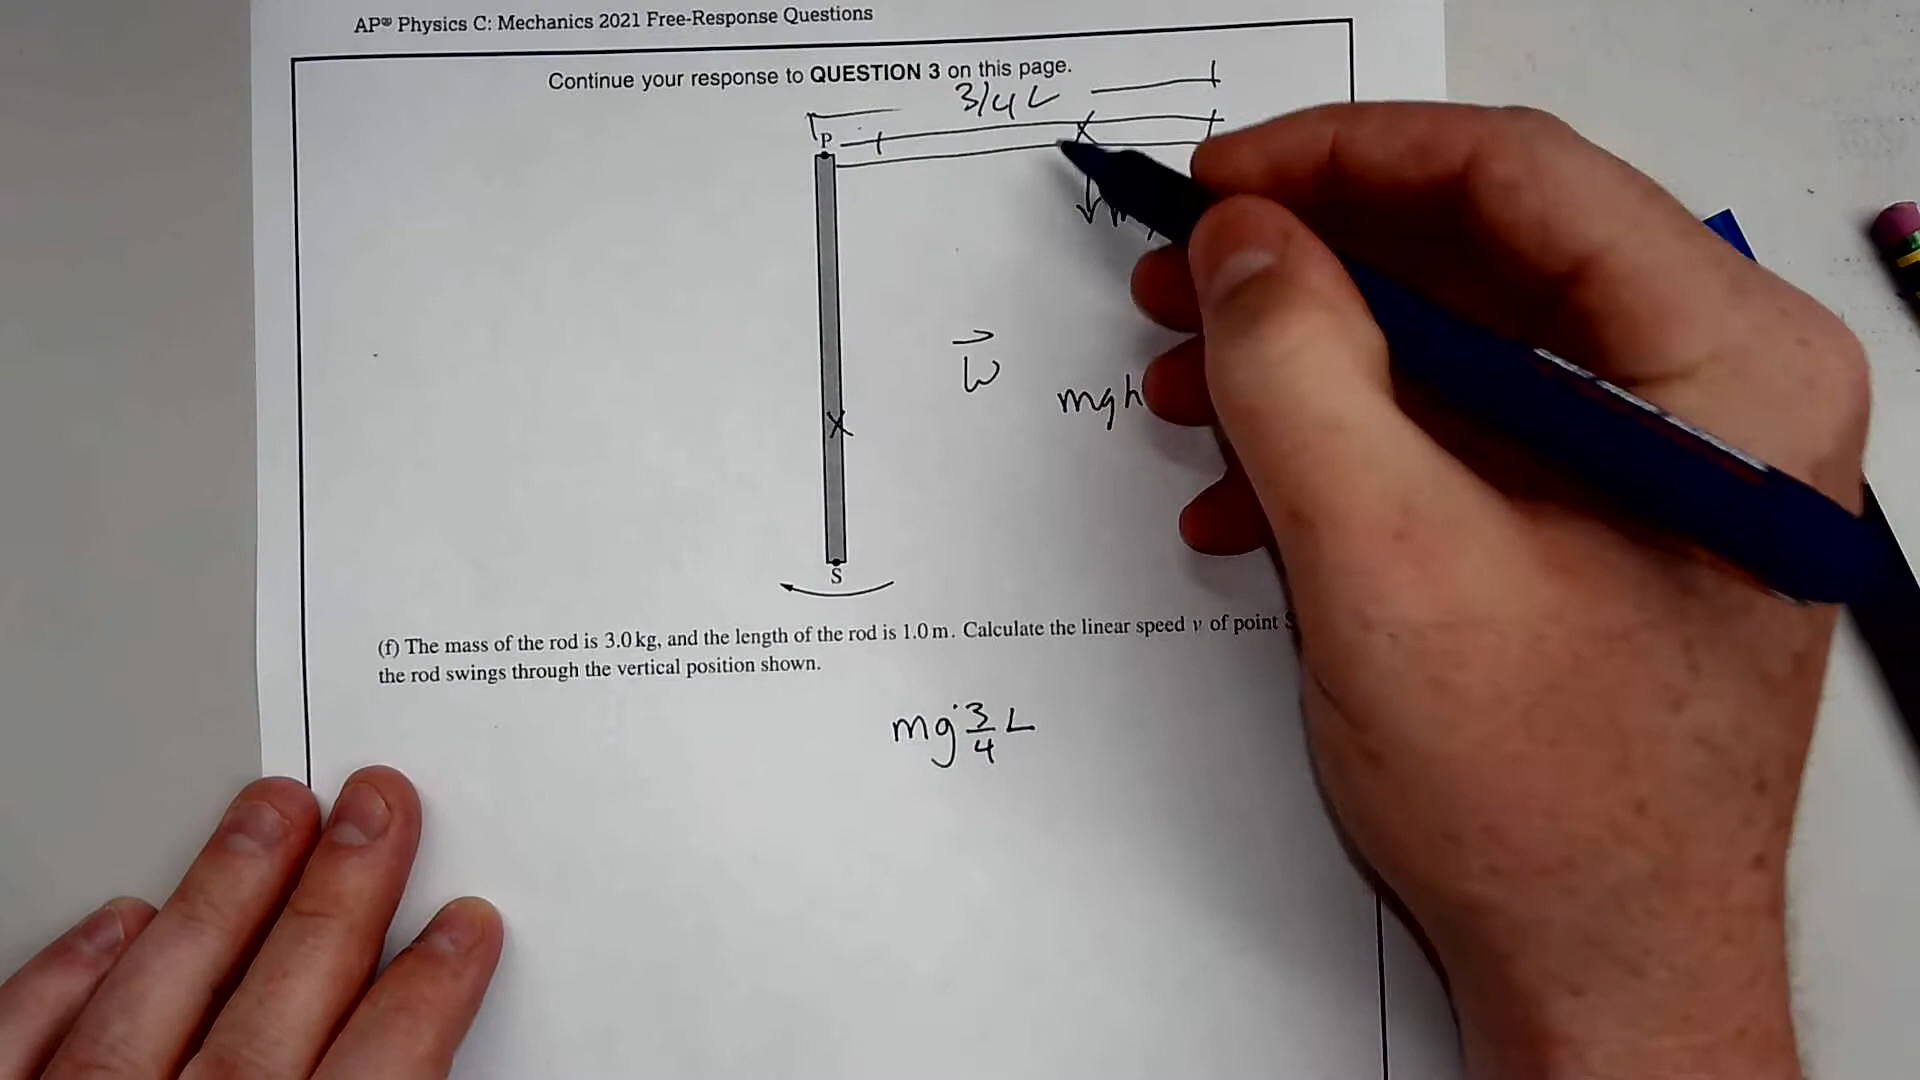 AP® Physics C: Mechanics 2021 Free-Response Questions
Continue your response to QUESTION 3 on this page.
3/4 L
P
ω
mgh
S
(f) The mass of the rod is 3.0 kg, and the length of the rod is 1.0 m. Calculate the linear speed v of point S
the rod swings through the vertical position shown.
mg 3/4 L